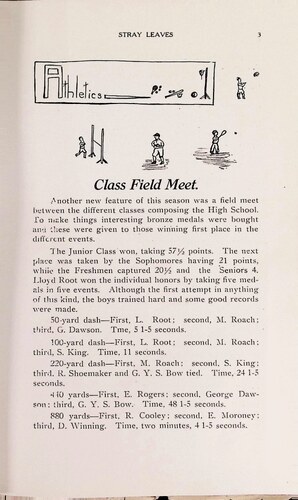 STRAY LEAVES 3
Athletics
Class Field Meet.
Another new feature of this season was a field meet
between the different classes composing the High School.
To make things interesting bronze medals were bought
and these were given to those winning first place in the
different events.
The Junior Class won, taking 57½ points. The next
place was taken by the Sophomores having 21 points,
while the Freshmen captured 20½ and the Seniors 4.
Lloyd Root won the individual honors by taking five med-
als in five events. Although the first attempt in anything
of this kind, the boys trained hard and some good records
were made.
50-yard dash—First, L. Root; second, M. Roach;
third, G. Dawson. Tme, 5 1-5 seconds.
100-yard dash—First, L. Root; second, M. Roach;
third, S. King. Time, 11 seconds.
220-yard dash—First, M. Roach; second, S. King;
third, R. Shoemaker and G. Y. S. Bow tied. Time, 24 1-5
seconds.
440 yards—First, E. Rogers; second, George Daw-
son; third, G. Y. S. Bow. Time, 48 1-5 seconds.
880 yards—First, R. Cooley; second, E. Moroney;
third, D. Winning. Time, two minutes, 4 1-5 seconds.